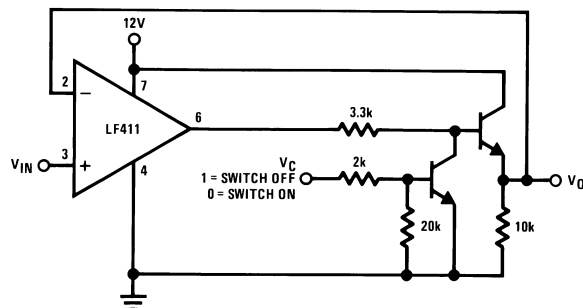 12V
2
7
−
LF411
6
3.3k
V_IN
3
+
4
V_C
2k
1 = SWITCH OFF
0 = SWITCH ON
V_O
20k
10k